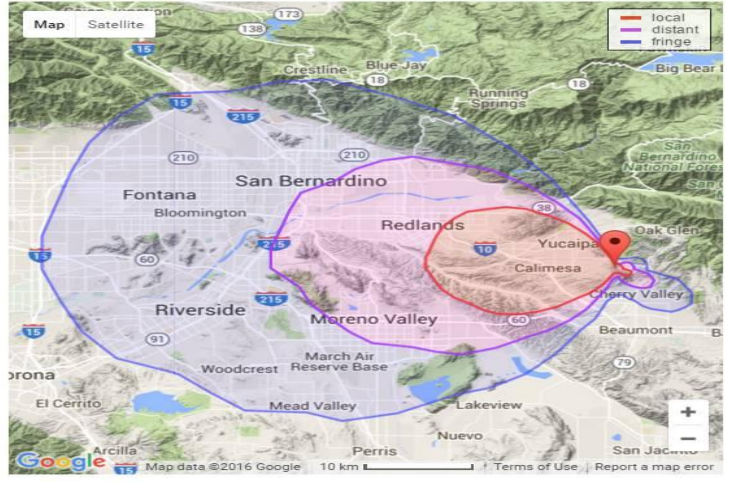 Map Satellite
local
distant
fringe
173
138
15
Crestline
Blue Jay
18
18
Big Bear
Running
Springs
15
215
210
210
San
Bernardino
National Fores
San Bernardino
Fontana
Bloomington
38
Redlands
Oak Glen
Yucaipa
215
10
15
60
Calimesa
Cherry Valley
215
Riverside
Moreno Valley
60
Beaumont
15
91
March Air
Reserve Base
Woodcrest
79
orona
El Cerrito
Mead Valley
Lakeview
Nuevo
Arcilla
Perris
San Jacinto
Google
15
Map data ©2016 Google 10 km Terms of Use Report a map error
+
−